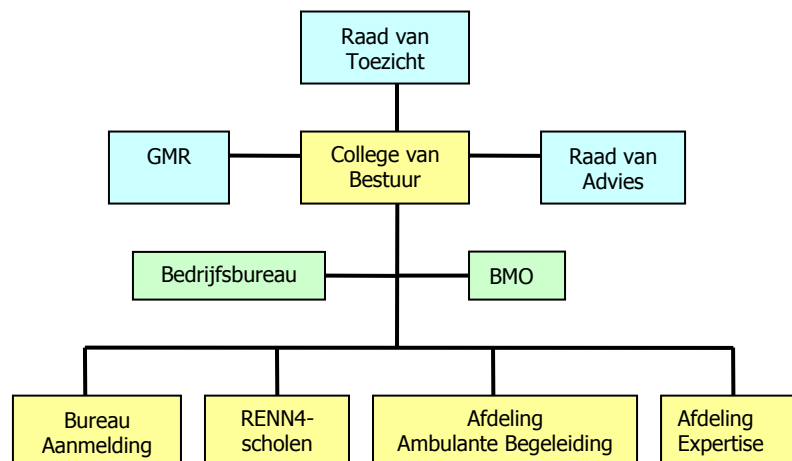 Raad van
Toezicht
GMR
College van
Bestuur
Raad van
Advies
Bedrijfsbureau
BMO
Bureau
Aanmelding
RENN4-
scholen
Afdeling
Ambulante Begeleiding
Afdeling
Expertise